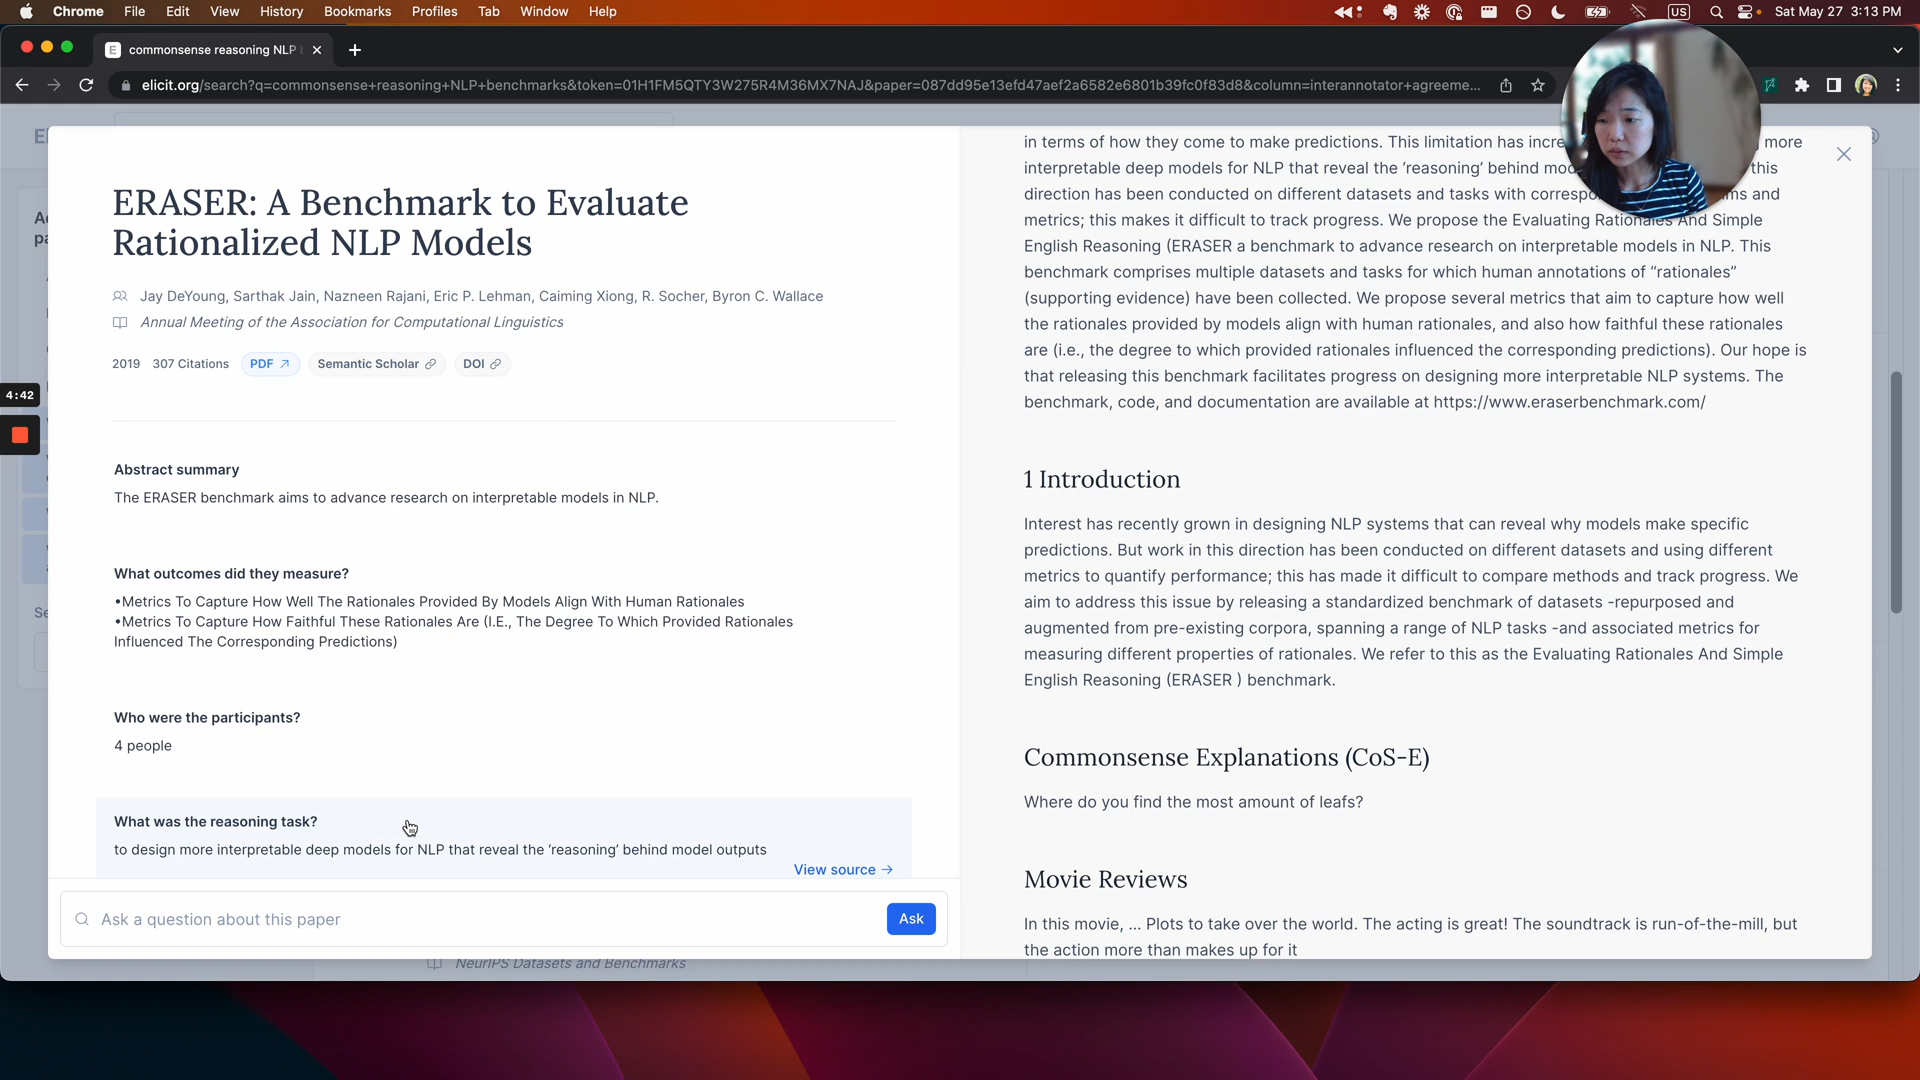 Chrome File Edit View History Bookmarks Profiles Tab Window Help US Sat May 27 3:13 PM
E commonsense reasoning NLP
elicit.org/search?q=commonsense+reasoning+NLP+benchmarks&token=01H1FM5QTY3W275R4M36MX7NAJ&paper=087dd95e13efd47aef2a6582e6801b39fc0f83d8&column=interannotator+agreeme...
4:42
ERASER: A Benchmark to Evaluate
Rationalized NLP Models
Jay DeYoung, Sarthak Jain, Nazneen Rajani, Eric P. Lehman, Caiming Xiong, R. Socher, Byron C. Wallace
Annual Meeting of the Association for Computational Linguistics
2019 307 Citations PDF Semantic Scholar DOI
Abstract summary
The ERASER benchmark aims to advance research on interpretable models in NLP.
What outcomes did they measure?
•Metrics To Capture How Well The Rationales Provided By Models Align With Human Rationales
•Metrics To Capture How Faithful These Rationales Are (I.E., The Degree To Which Provided Rationales
Influenced The Corresponding Predictions)
Who were the participants?
4 people
What was the reasoning task?
to design more interpretable deep models for NLP that reveal the ‘reasoning’ behind model outputs
View source →
Ask a question about this paper
Ask
NeurIPS Datasets and Benchmarks
in terms of how they come to make predictions. This limitation has more
interpretable deep models for NLP that reveal the ‘reasoning’ behind this
direction has been conducted on different datasets and tasks with and
metrics; this makes it difficult to track progress. We propose the Evaluating Rationales And Simple
English Reasoning (ERASER a benchmark to advance research on interpretable models in NLP. This
benchmark comprises multiple datasets and tasks for which human annotations of “rationales”
(supporting evidence) have been collected. We propose several metrics that aim to capture how well
the rationales provided by models align with human rationales, and also how faithful these rationales
are (i.e., the degree to which provided rationales influenced the corresponding predictions). Our hope is
that releasing this benchmark facilitates progress on designing more interpretable NLP systems. The
benchmark, code, and documentation are available at https://www.eraserbenchmark.com/
1 Introduction
Interest has recently grown in designing NLP systems that can reveal why models make specific
predictions. But work in this direction has been conducted on different datasets and using different
metrics to quantify performance; this has made it difficult to compare methods and track progress. We
aim to address this issue by releasing a standardized benchmark of datasets -repurposed and
augmented from pre-existing corpora, spanning a range of NLP tasks -and associated metrics for
measuring different properties of rationales. We refer to this as the Evaluating Rationales And Simple
English Reasoning (ERASER ) benchmark.
Commonsense Explanations (CoS-E)
Where do you find the most amount of leafs?
Movie Reviews
In this movie, ... Plots to take over the world. The acting is great! The soundtrack is run-of-the-mill, but
the action more than makes up for it